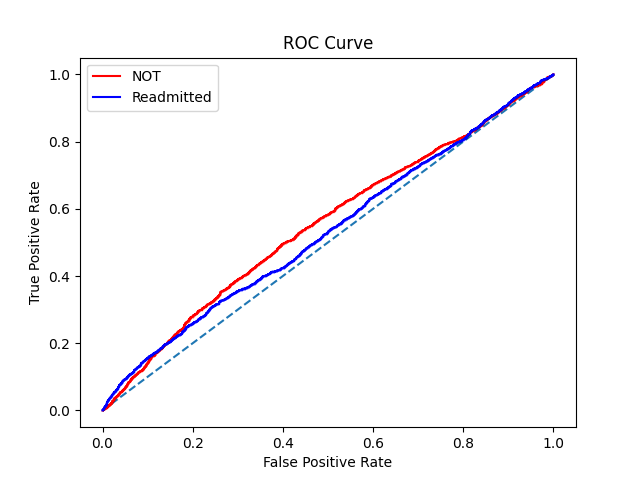 ROC Curve
NOT
Readmitted
True Positive Rate
1.0
0.8
0.6
0.4
0.2
0.0
0.0 0.2 0.4 0.6 0.8 1.0
False Positive Rate